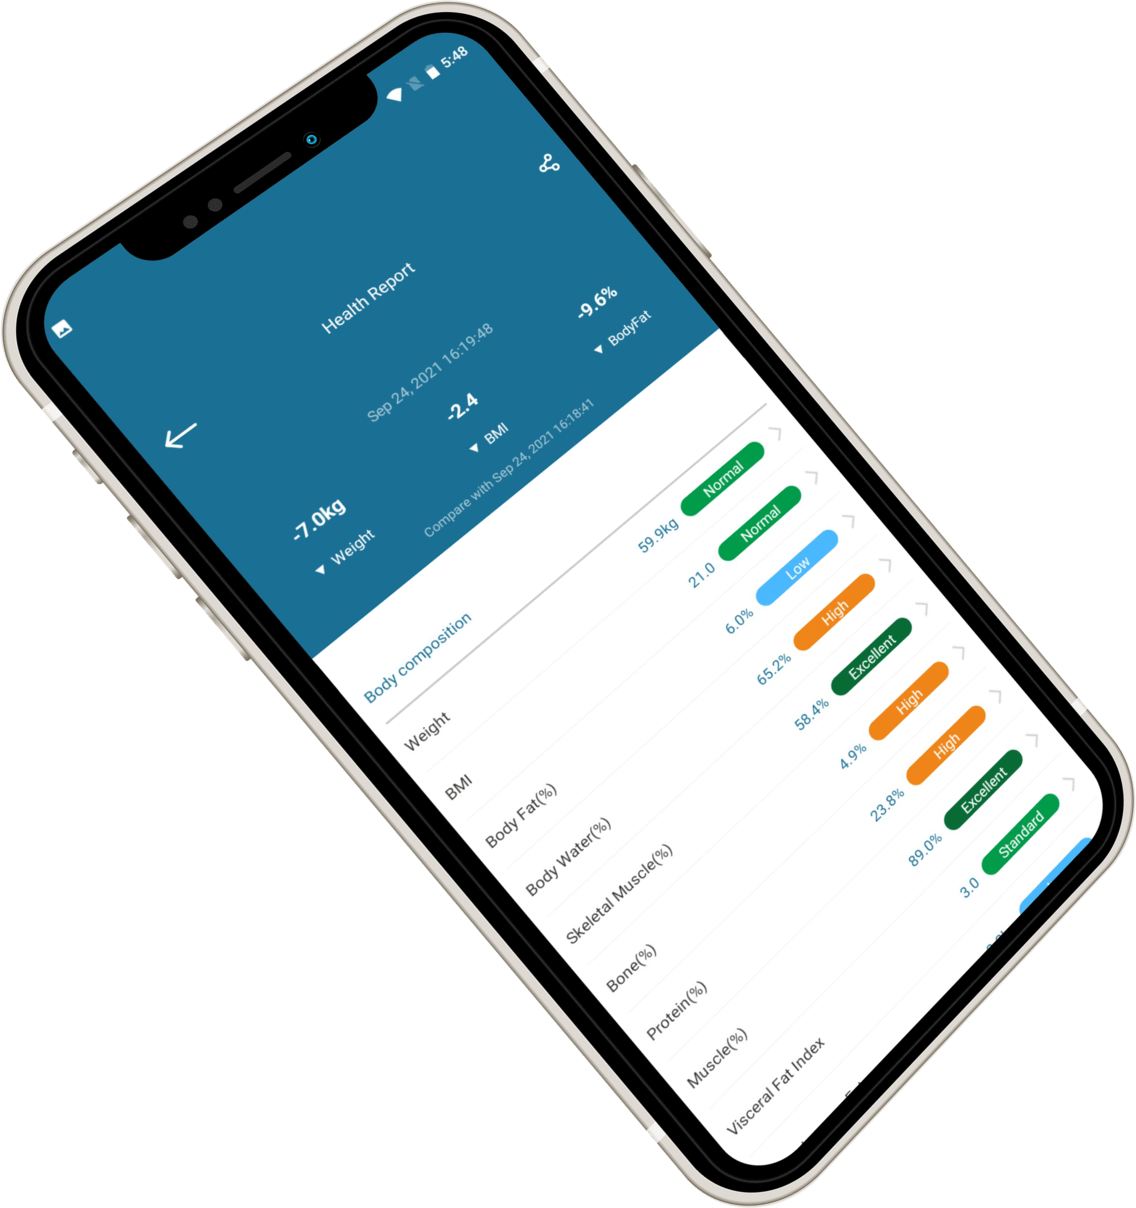 5:48
Health Report
Sep 24, 2021 16:19:48
-7.0kg -2.4 -9.6%
▼ Weight ▼ BMI ▼ BodyFat
Compare with Sep 24, 2021 16:18:41
Body composition
Weight 59.9kg Normal
BMI 21.0 Normal
Body Fat(%) 6.0% Low
Body Water(%) 65.2% High
Skeletal Muscle(%) 58.4% Excellent
Bone(%) 4.9% High
Protein(%) 23.8% High
Muscle(%) 89.0% Excellent
Visceral Fat Index 3.0 Standard